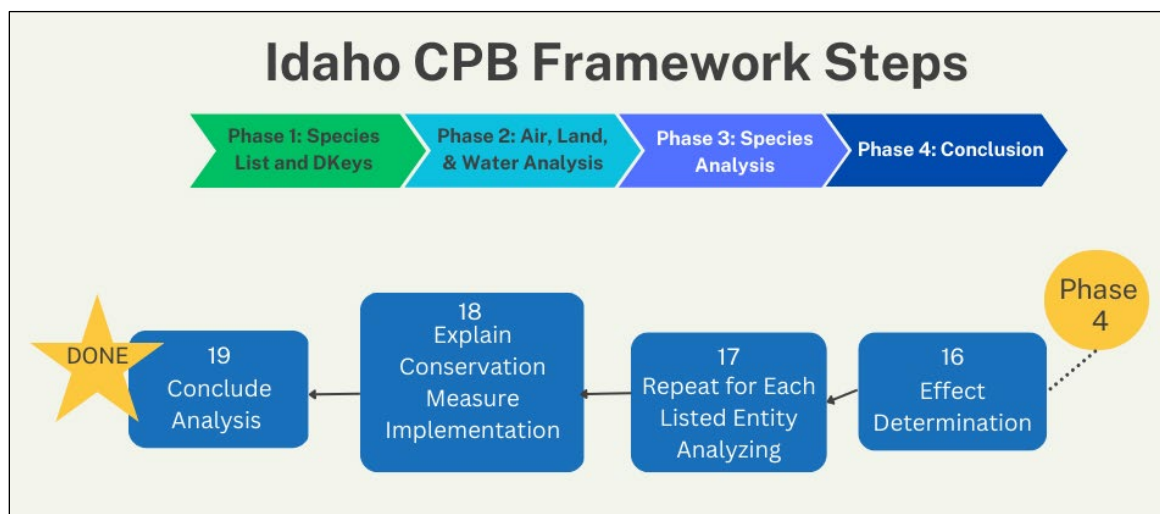 Idaho CPB Framework Steps
Phase 1: Species
List and DKeys
Phase 2: Air, Land,
& Water Analysis
Phase 3: Species
Analysis
Phase 4: Conclusion
Phase
4
16
Effect
Determination
17
Repeat for Each
Listed Entity
Analyzing
18
Explain
Conservation
Measure
Implementation
19
Conclude
Analysis
DONE